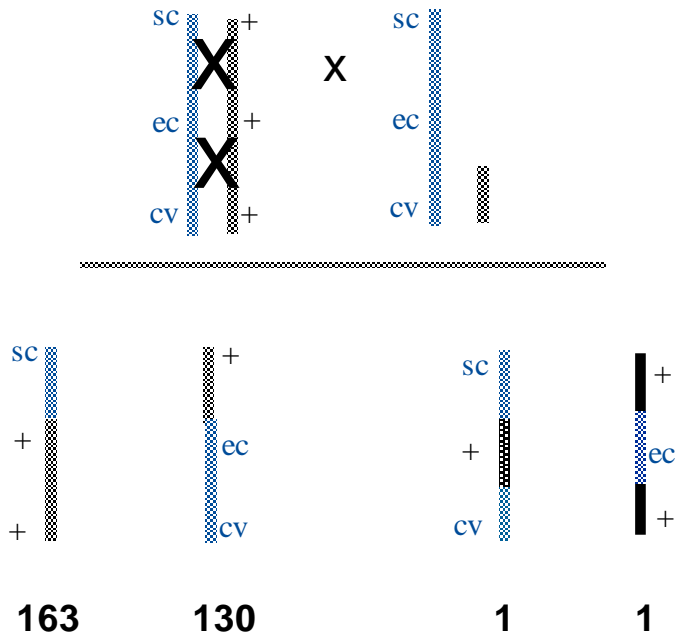 sc + sc
X x
ec + ec
X
cv + cv
sc + sc +
+ ec + ec
+ cv cv +
163 130 1 1